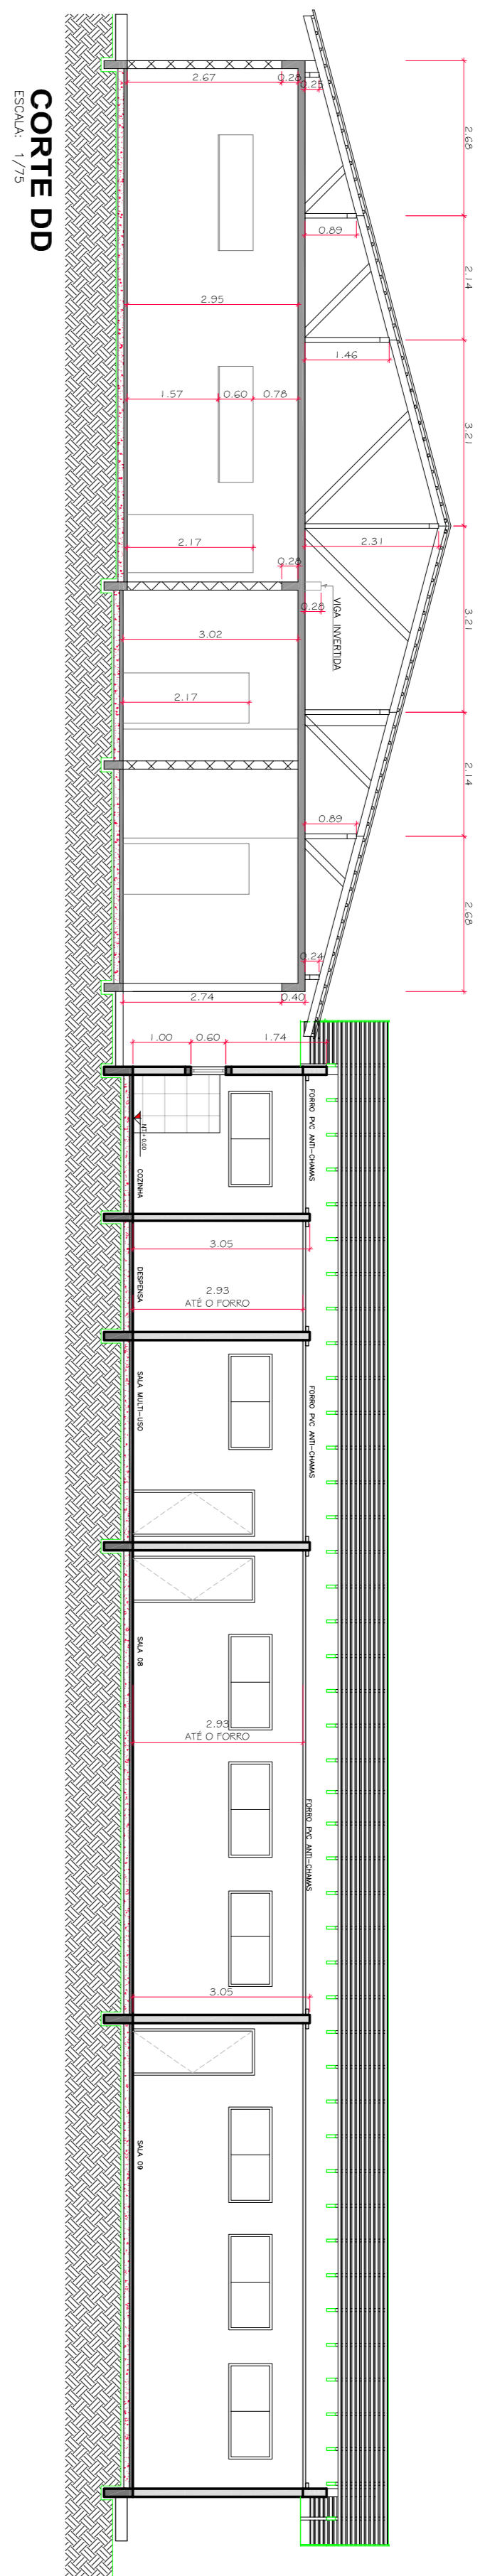 2.68
2.14
3.21
3.21
2.14
2.68
0.25
0.89
1.46
2.31
0.89
0.24
VIGA INVERTIDA
0.28
0.28
0.28
2.67
2.95
1.57
0.60
0.78
2.17
3.02
2.17
2.74
0.40
1.00
0.60
1.74
NT= 0.00
FORRO PVC ANTI-CHAMAS
COZINHA
3.05
DESPENSA
2.93
ATÉ O FORRO
FORRO PVC ANTI-CHAMAS
SALA MULTI-USO
SALA 08
2.93
ATÉ O FORRO
FORRO PVC ANTI-CHAMAS
3.05
SALA 09
CORTE DD
ESCALA: 1/75